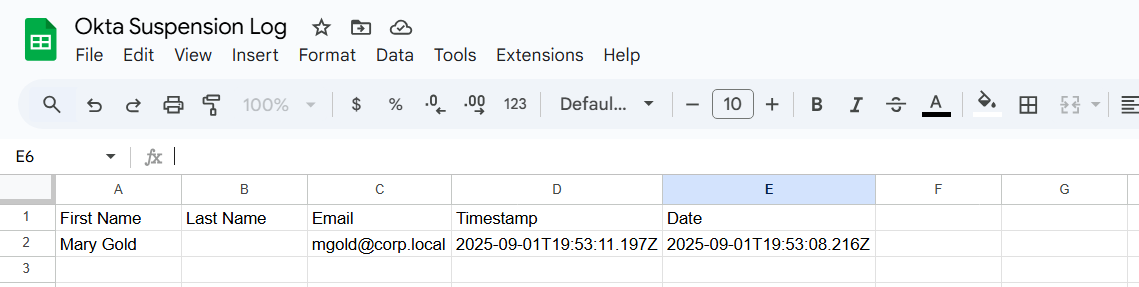 Okta Suspension Log
File Edit View Insert Format Data Tools Extensions Help
100% $ % .0 .00 123 Defaul... − 10 + B I S A
E6 fx
A B C D E F G
1 First Name Last Name Email Timestamp Date
2 Mary Gold mgold@corp.local 2025-09-01T19:53:11.197Z 2025-09-01T19:53:08.216Z
3